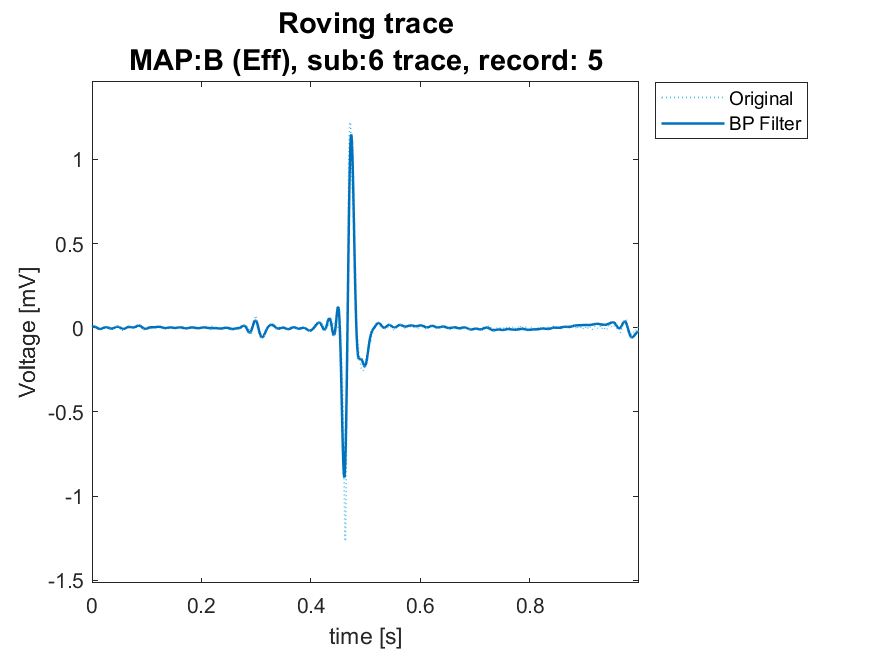 Roving trace
MAP:B (Eff), sub:6 trace, record: 5
Original
BP Filter
1
0.5
0
-0.5
-1
-1.5
Voltage [mV]
0
0.2
0.4
0.6
0.8
time [s]